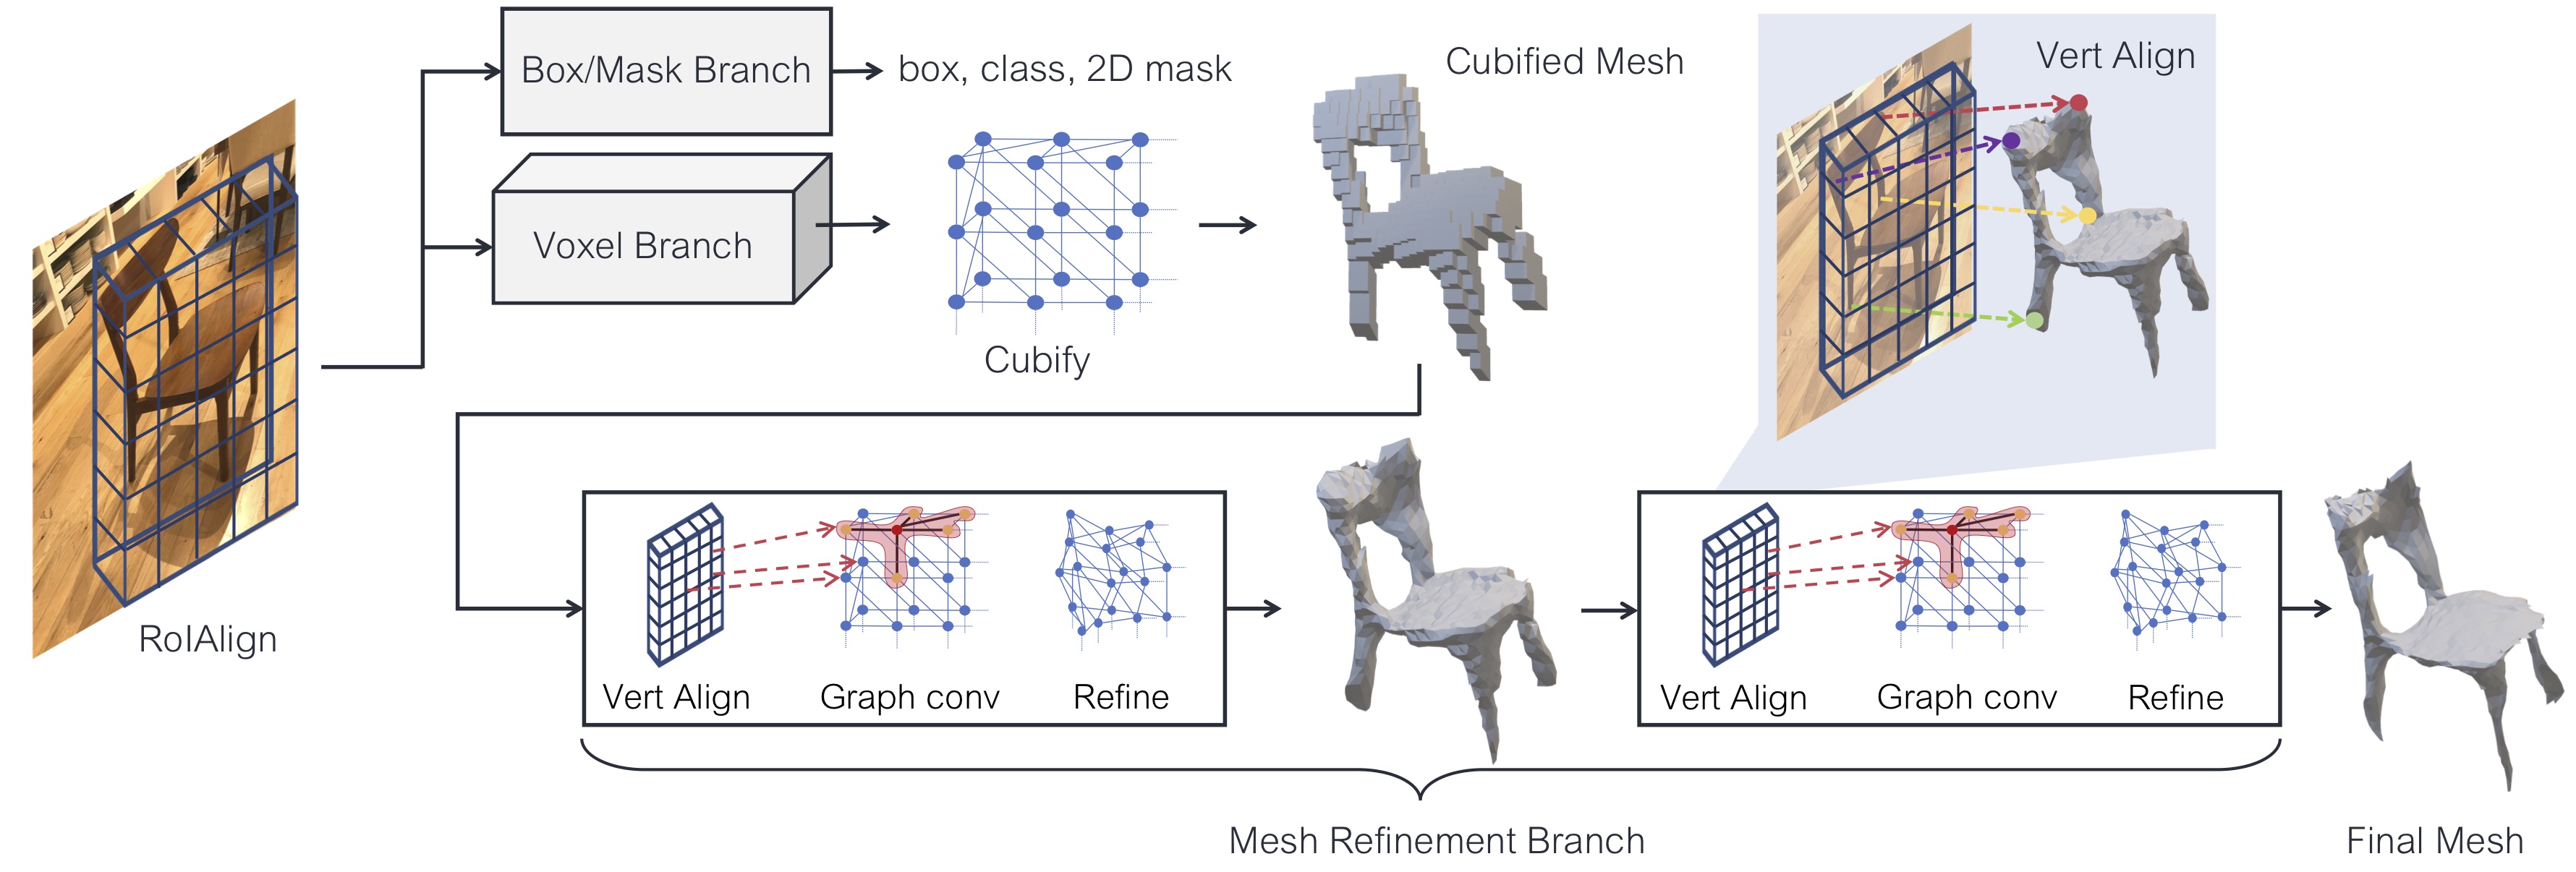 Box/Mask Branch
box, class, 2D mask
Cubified Mesh
Vert Align
Voxel Branch
Cubify
RoIAlign
Vert Align
Graph conv
Refine
Vert Align
Graph conv
Refine
Mesh Refinement Branch
Final Mesh